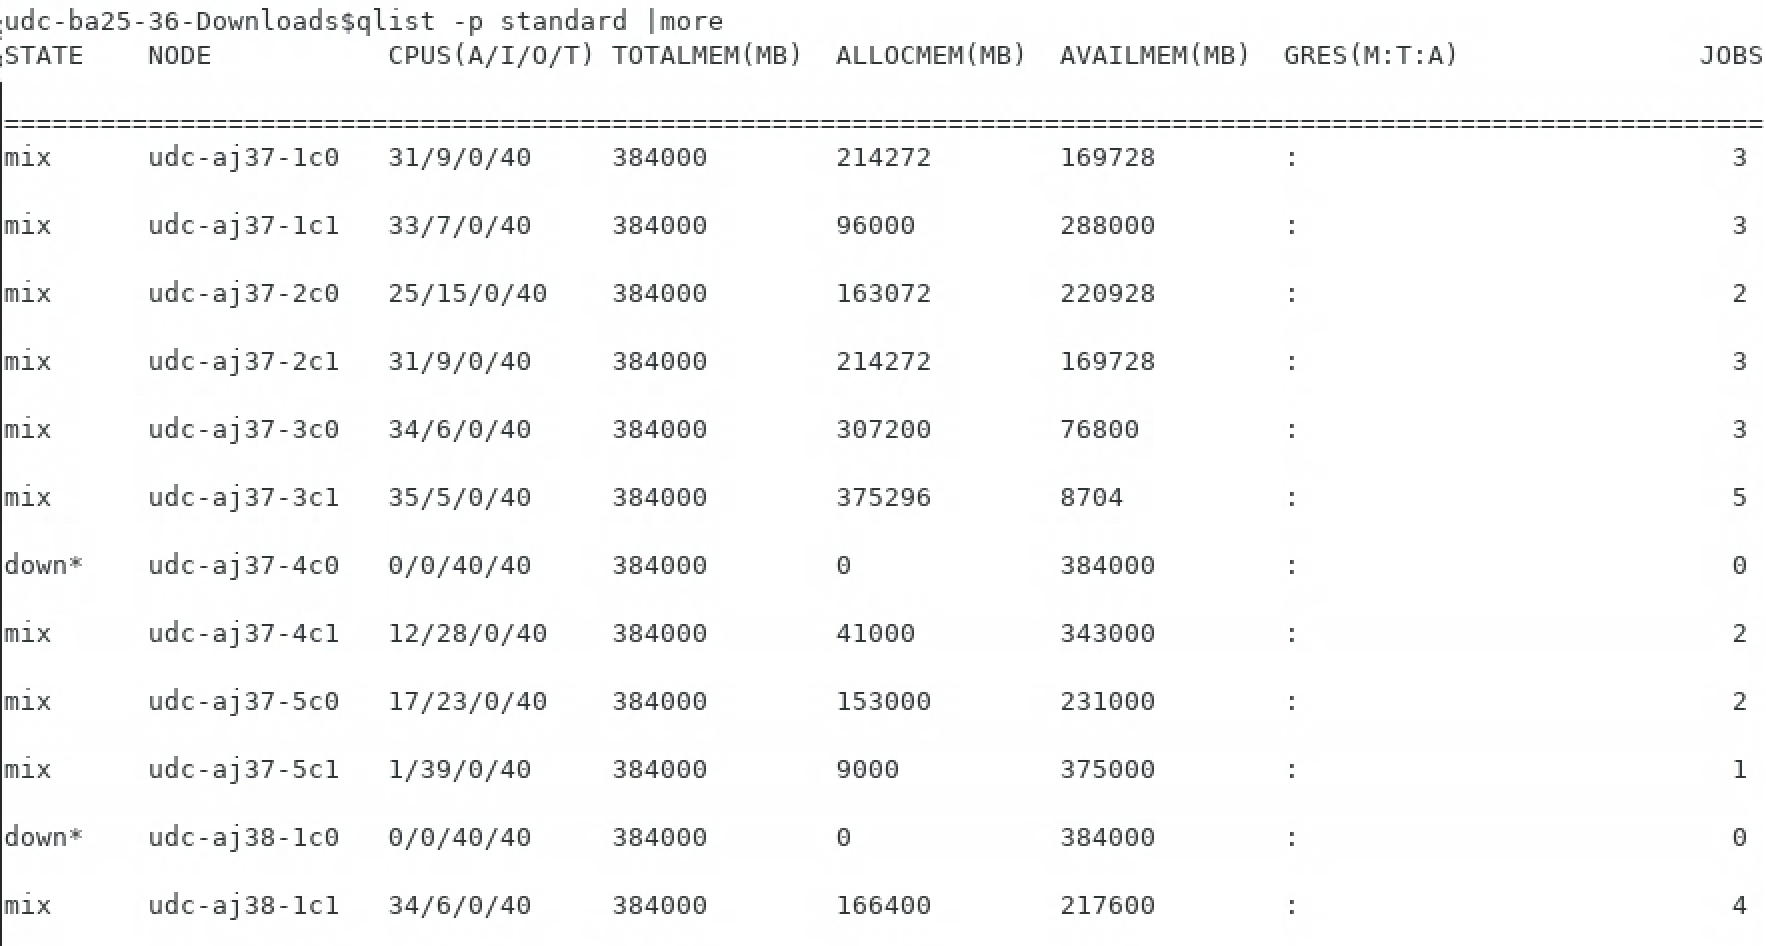 udc-ba25-36-Downloads$qlist -p standard |more
STATE NODE CPUS(A/I/O/T) TOTALMEM(MB) ALLOCMEM(MB) AVAILMEM(MB) GRES(M:T:A) JOBS
==============================================================================================================
mix udc-aj37-1c0 31/9/0/40 384000 214272 169728 : 3
mix udc-aj37-1c1 33/7/0/40 384000 96000 288000 : 3
mix udc-aj37-2c0 25/15/0/40 384000 163072 220928 : 2
mix udc-aj37-2c1 31/9/0/40 384000 214272 169728 : 3
mix udc-aj37-3c0 34/6/0/40 384000 307200 76800 : 3
mix udc-aj37-3c1 35/5/0/40 384000 375296 8704 : 5
down* udc-aj37-4c0 0/0/40/40 384000 0 384000 : 0
mix udc-aj37-4c1 12/28/0/40 384000 41000 343000 : 2
mix udc-aj37-5c0 17/23/0/40 384000 153000 231000 : 2
mix udc-aj37-5c1 1/39/0/40 384000 9000 375000 : 1
down* udc-aj38-1c0 0/0/40/40 384000 0 384000 : 0
mix udc-aj38-1c1 34/6/0/40 384000 166400 217600 : 4